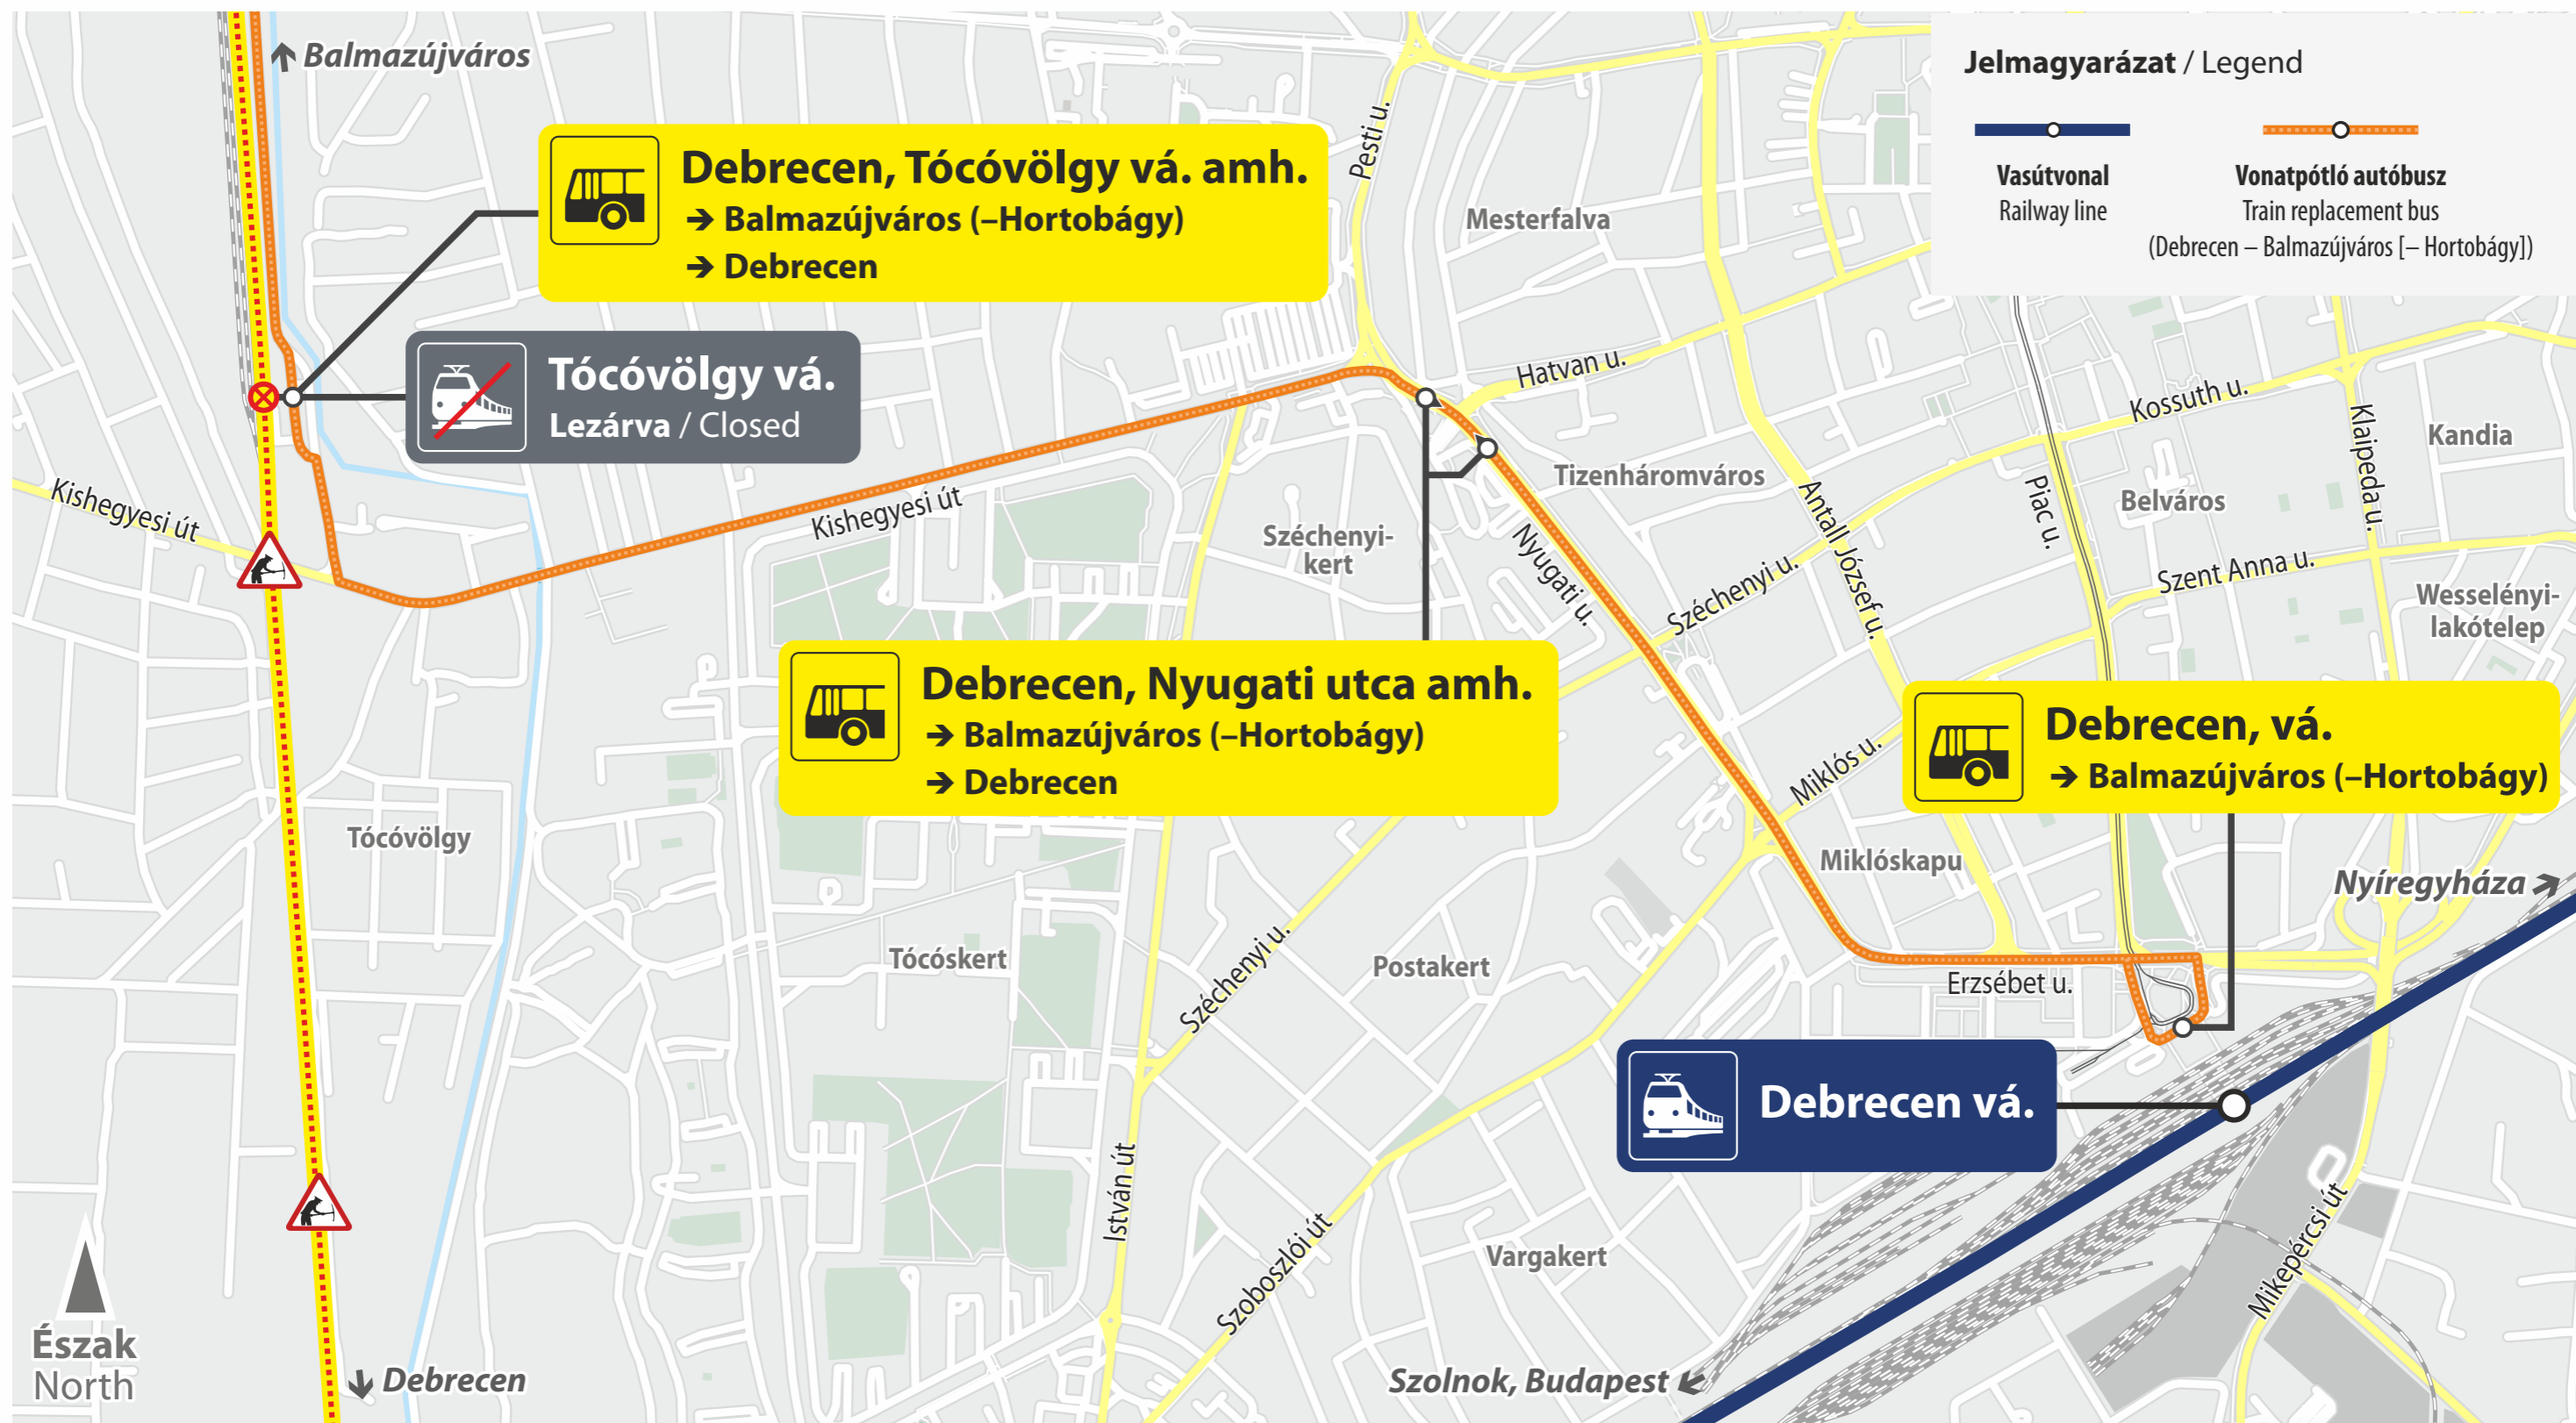 Balmazújváros
Jelmagyarázat / Legend
Vasútvonal
Railway line
Vonatpótló autóbusz
Train replacement bus
(Debrecen – Balmazújváros [– Hortobágy])
Debrecen, Tócóvölgy vá. amh.
➔ Balmazújváros (–Hortobágy)
➔ Debrecen
Pesti u.
Mesterfalva
Tócóvölgy vá.
Lezárva / Closed
Hatvan u.
Kossuth u.
Klaipeda u.
Kandia
Kishegyesi út
Kishegyesi út
Tizenháromváros
Antall József u.
Piac u.
Belváros
Széchenyi-
kert
Nyugati u.
Széchenyi u.
Szent Anna u.
Wesselényi-
lakótelep
Debrecen, Nyugati utca amh.
➔ Balmazújváros (–Hortobágy)
➔ Debrecen
Debrecen, vá.
➔ Balmazújváros (–Hortobágy)
Miklós u.
Tócóvölgy
Miklóskapu
Nyíregyháza
Tócóskert
Széchenyi u.
Postakert
Erzsébet u.
Debrecen vá.
István út
Szoboszlói út
Vargakert
Mikepércsi út
Észak
North
Debrecen
Szolnok, Budapest